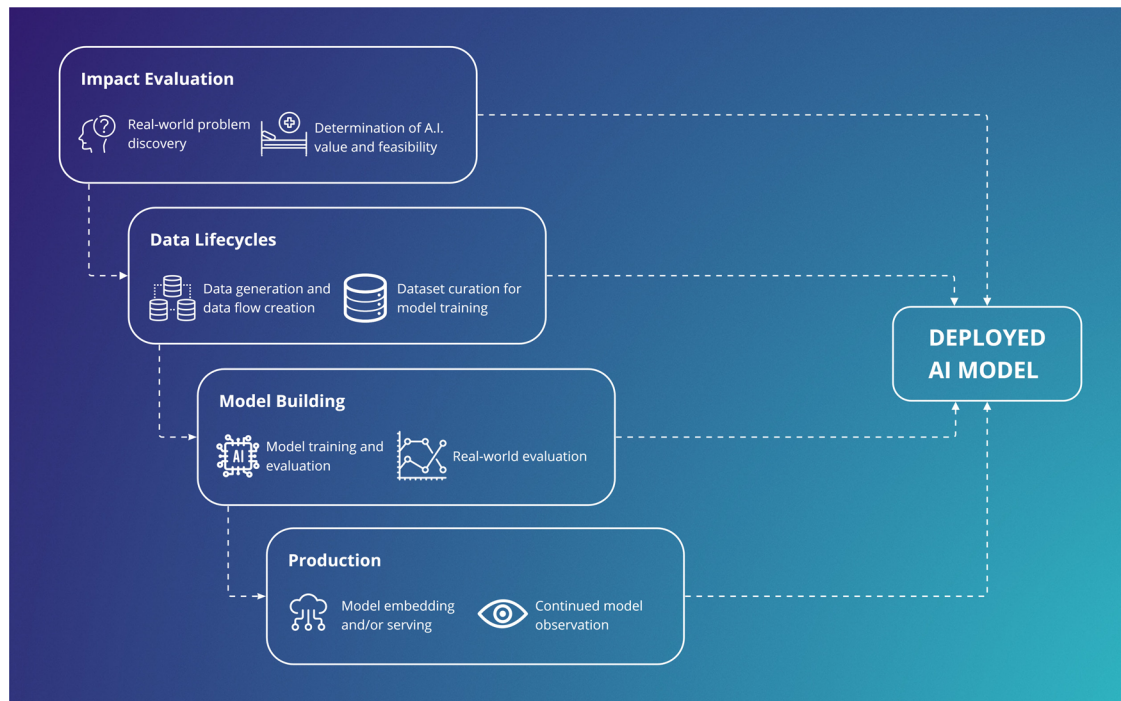 Impact Evaluation
Real-world problem
discovery
Determination of A.I.
value and feasibility
Data Lifecycles
Data generation and
data flow creation
Dataset curation for
model training
Model Building
AI
Model training and
evaluation
Real-world evaluation
Production
Model embedding
and/or serving
Continued model
observation
DEPLOYED
AI MODEL